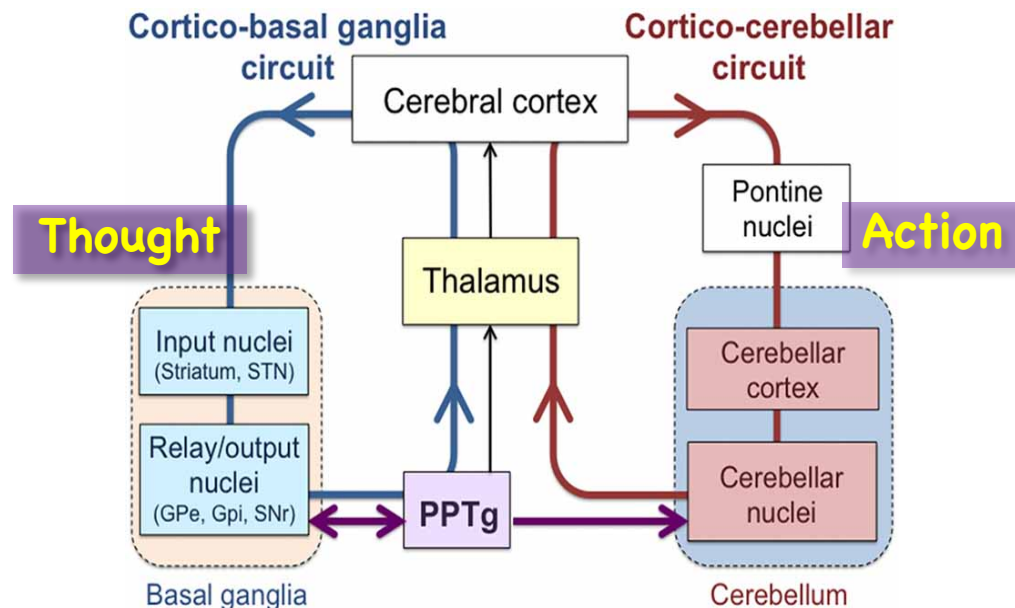 Cortico-basal ganglia
circuit
Cortico-cerebellar
circuit
Cerebral cortex
Pontine
nuclei
Thought
Action
Thalamus
Input nuclei
(Striatum, STN)
Cerebellar
cortex
Relay/output
nuclei
(GPe, Gpi, SNr)
PPTg
Cerebellar
nuclei
Basal ganglia
Cerebellum